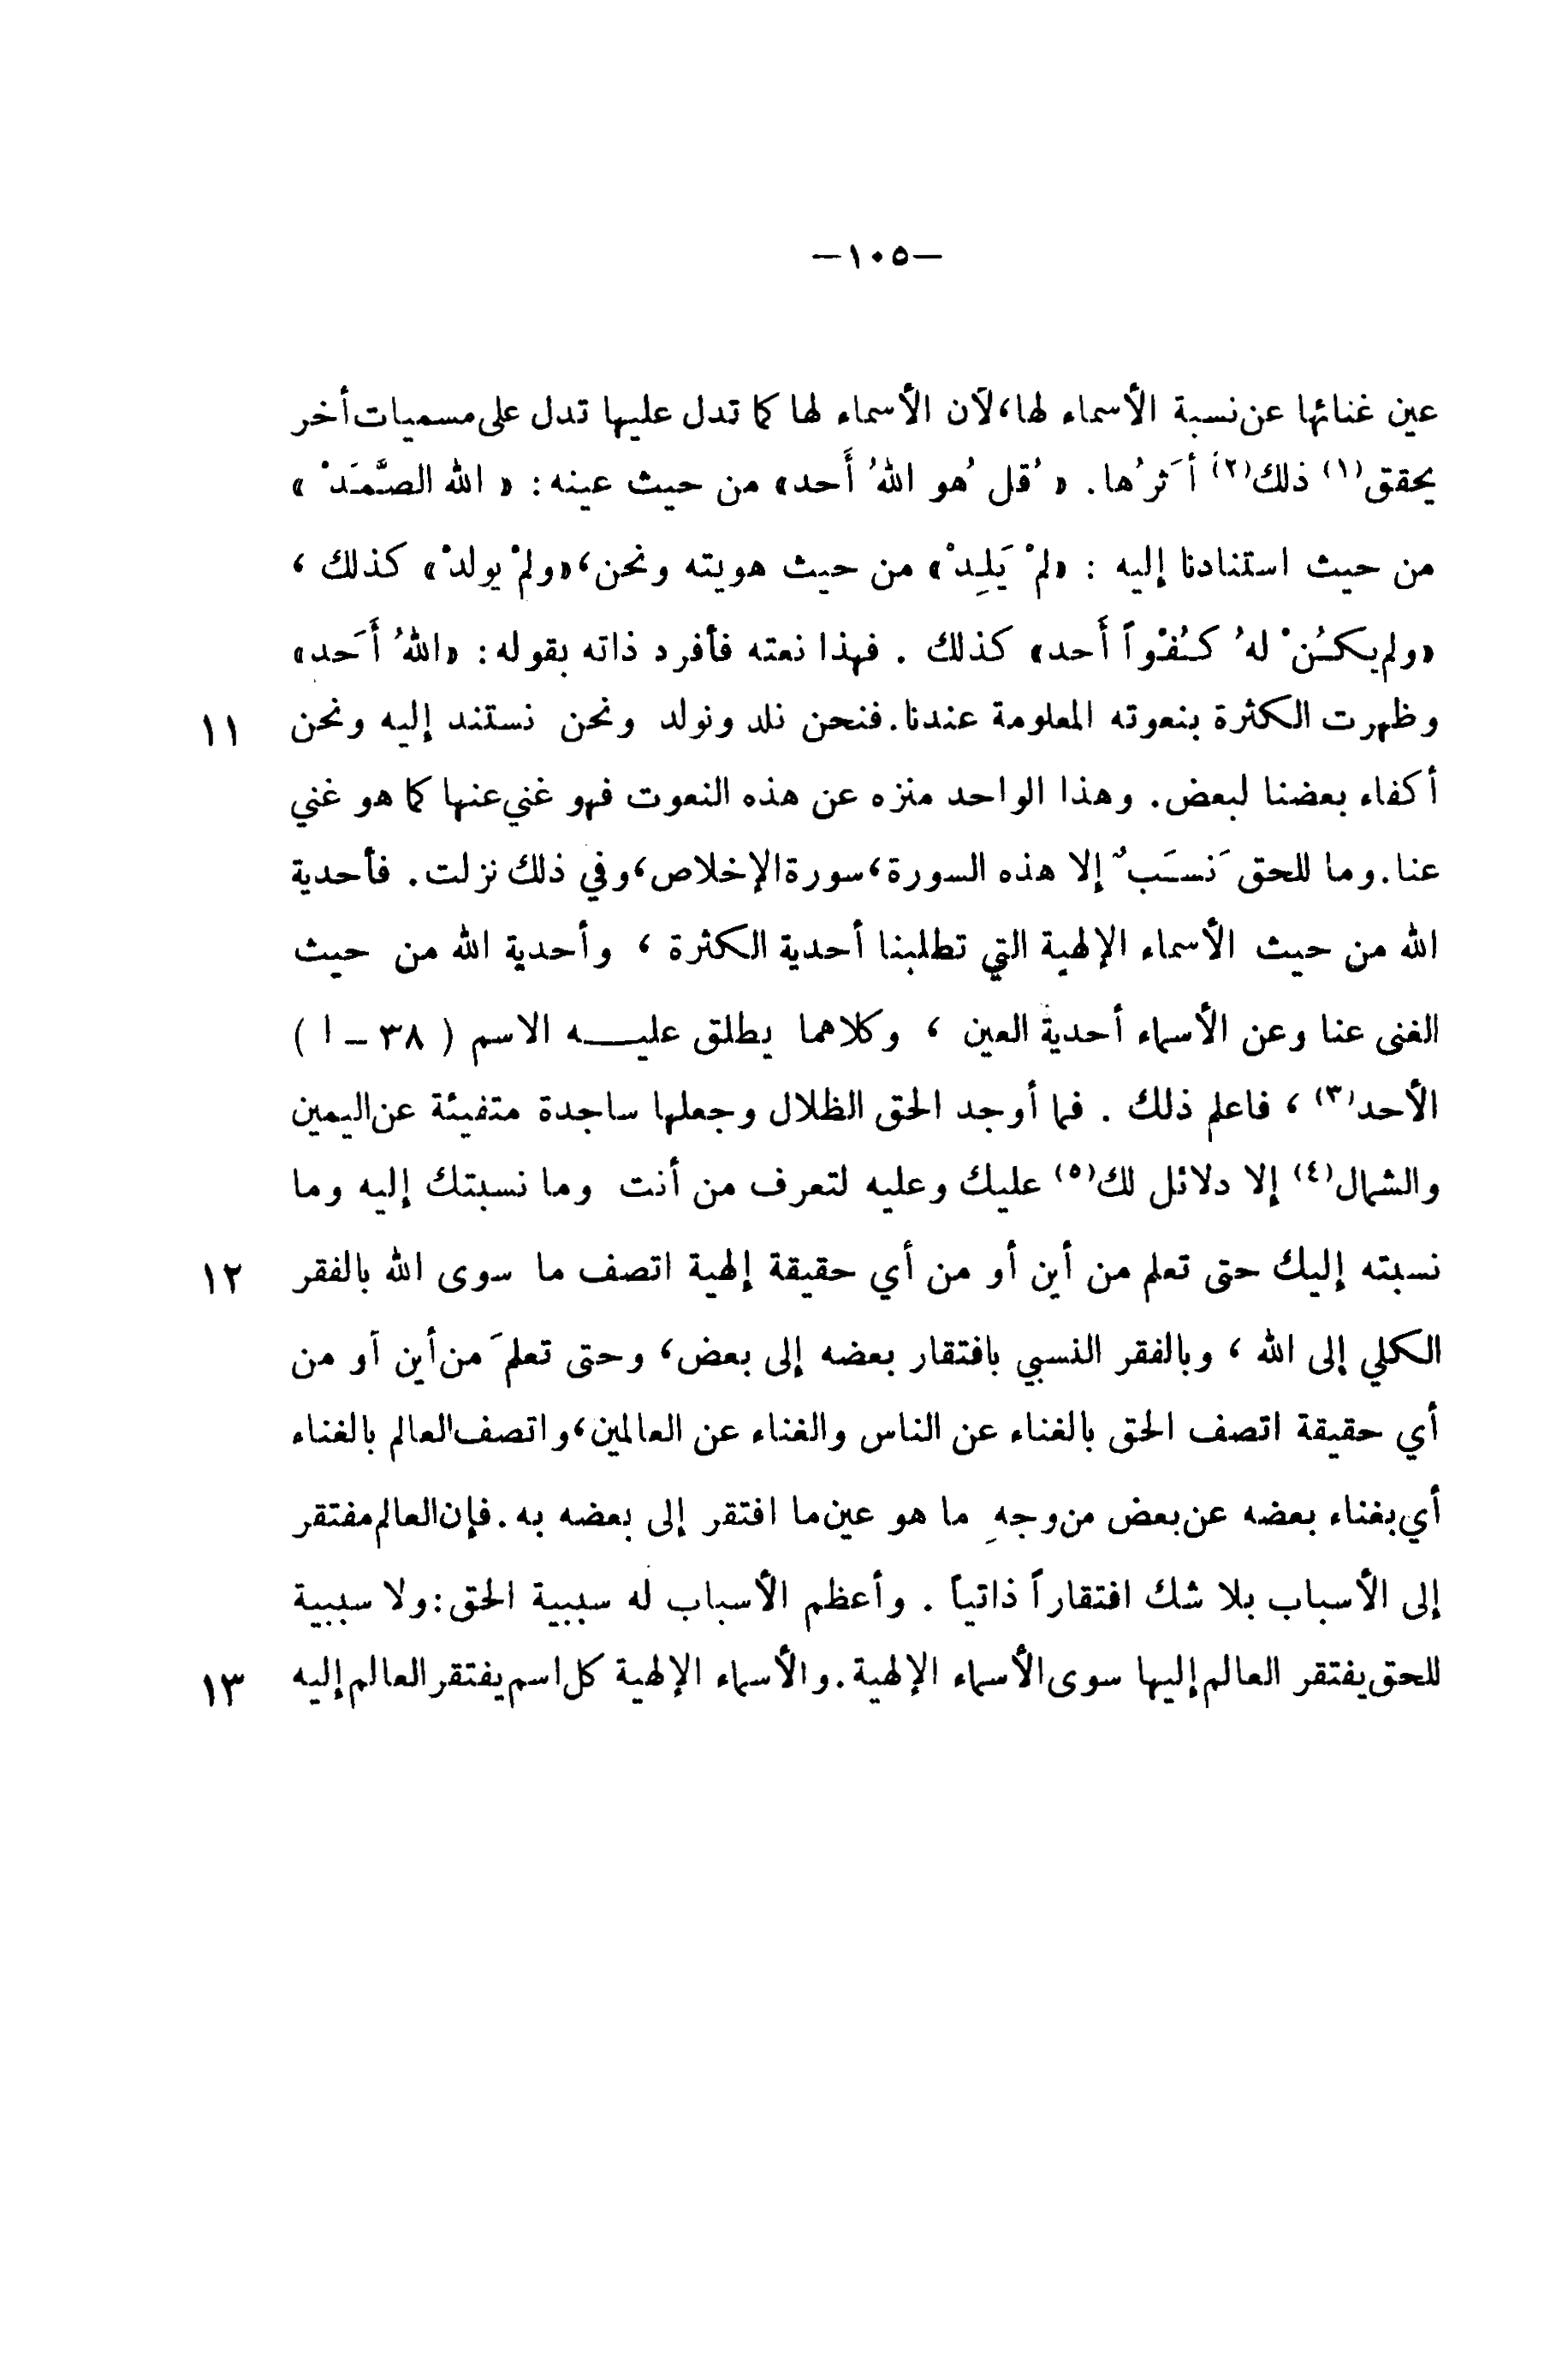 —١٠٥—
عين غنائها عن نسبة الأسماء لها، لأن الأسماء لها كما تدل عليها تدل على مسميات أخر
يحقق(١) ذلك(٢) أَثرُها. « قُل هُو اللهُ أَحد» من حيث عينه: « الله الصَّمَدْ »
من حيث استنادنا إليه : «لمْ يَلِدْ» من حيث هويته ونحن، «ولمْ يولدْ» كذلك ،
«ولم يكُنْ لهُ كُفْواً أَحد» كذلك . فهذا نعته فأفرد ذاته بقوله: «اللهُ أَحد»
وظهرت الكثرة بنعوته المعلومة عندنا. فنحن نلد ونولد ونحن نستند إليه ونحن ١١
أكفاء بعضنا لبعض. وهذا الواحد منزه عن هذه النعوت فهو غني عنها كما هو غني
عنا. وما للحق نَسَبٌ إلا هذه السورة، سورة الإخلاص، وفي ذلك نزلت. فأحدية
الله من حيث الأسماء الإلهية التي تطلبنا أحدية الكثرة ، وأحدية الله من حيث
الغنى عنا وعن الأسماء أحدية العين ، وكلاهما يطلق عليــه الاسم ( ٣٨ – ا )
الأحد(٣) ، فاعلم ذلك . فما أوجد الحق الظلال وجعلها ساجدة متفيئة عن اليمين
والشمال(٤) إلا دلائل لك(٥) عليك وعليه لتعرف من أنت وما نسبتك إليه وما
نسبته إليك حتى تعلم من أين أو من أي حقيقة إلهية اتصف ما سوى الله بالفقر ١٢
الكلي إلى الله ، وبالفقر النسبي بافتقار بعضه إلى بعض، وحتى تعلمَ من أين أو من
أي حقيقة اتصف الحق بالغناء عن الناس والغناء عن العالمين، واتصف العالم بالغناء
أي بغناء بعضه عن بعض من وجهِ ما هو عين ما افتقر إلى بعضه به. فإن العالم مفتقر
إلى الأسباب بلا شك افتقاراً ذاتياً . وأعظم الأسباب له سببية الحق: ولا سببية
للحق يفتقر العالم إليها سوى الأسماء الإلهية. والأسماء الإلهية كل اسم يفتقر العالم إليه ١٣